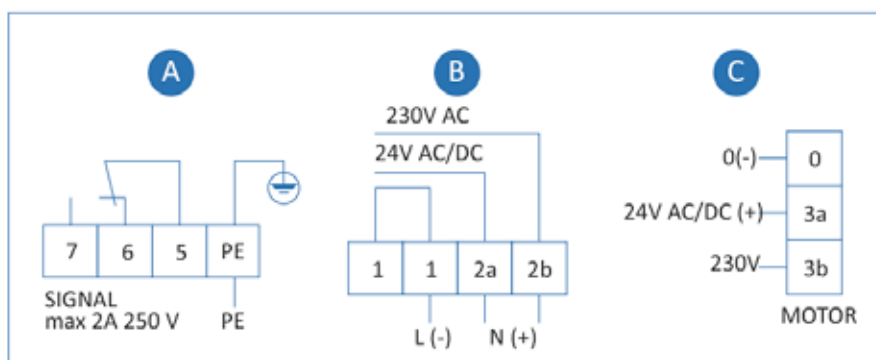 A
7 6 5 PE
SIGNAL
max 2A 250 V
PE
B
230V AC
24V AC/DC
1 1 2a 2b
L (-) N (+)
C
0(-) 0
24V AC/DC (+) 3a
230V 3b
MOTOR